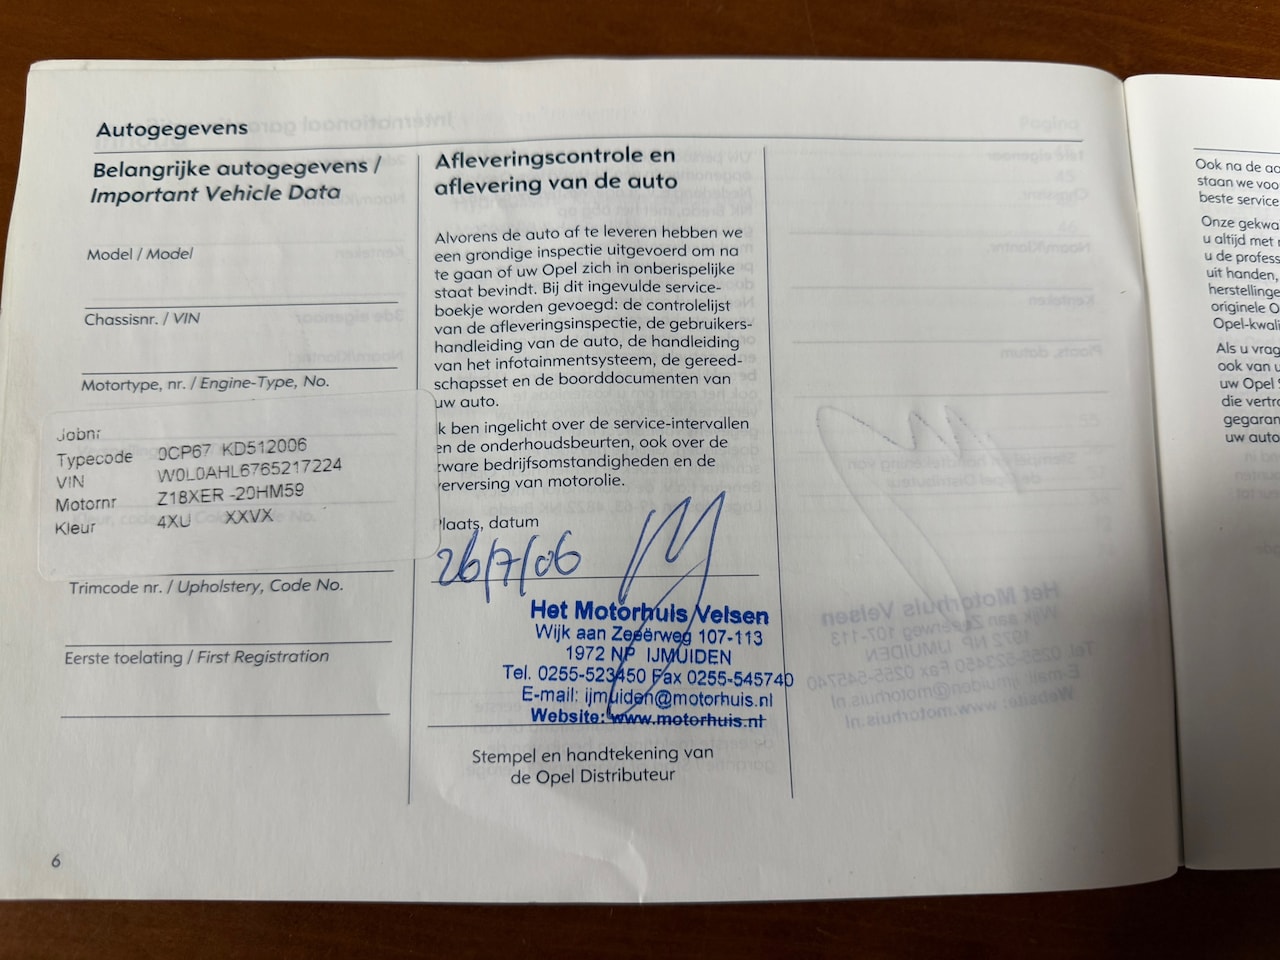 Autogegevens
Belangrijke autogegevens /
Important Vehicle Data
Model / Model
Chassisnr. / VIN
Motortype, nr. / Engine-Type, No.
Jobnr
Typecode 0CP67 KD512006
VIN W0L0AHL6765217224
Motornr Z18XER -20HM59
Kleur 4XU XXVX
Trimcode nr. / Upholstery, Code No.
Eerste toelating / First Registration
6
Afleveringscontrole en
aflevering van de auto
Alvorens de auto af te leveren hebben we
een grondige inspectie uitgevoerd om na
te gaan of uw Opel zich in onberispelijke
staat bevindt. Bij dit ingevulde service-
boekje worden gevoegd: de controlelijst
van de afleveringsinspectie, de gebruikers-
handleiding van de auto, de handleiding
van het infotainmentsysteem, de gereed-
schapsset en de boorddocumenten van
uw auto.
k ben ingelicht over de service-intervallen
en de onderhoudsbeurten, ook over de
zware bedrijfsomstandigheden en de
verversing van motorolie.
Plaats, datum
26/7/06
Het Motorhuis Velsen
Wijk aan Zeeërweg 107-113
1972 NP IJMUIDEN
Tel. 0255-523450 Fax 0255-545740
E-mail: ijmuiden@motorhuis.nl
Website: www.motorhuis.nl
Stempel en handtekening van
de Opel Distributeur
Ook na de
staan we voo
beste service
Onze gekwa
u altijd met
u de profess
uit handen,
herstellinge
originele O
Opel-kwali
Als u vrag
ook van u
uw Opel
die vertro
gegaran
uw auto